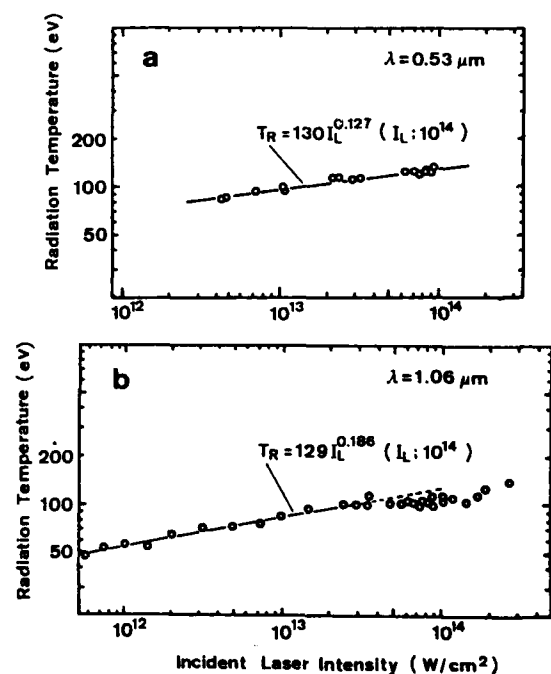 a
λ=0.53 μm
T_R=130 I_L^0.127 (I_L : 10^14)
Radiation Temperature (eV)
200
100
50
10^12
10^13
10^14
b
λ=1.06 μm
T_R=129 I_L^0.186 (I_L : 10^14)
Radiation Temperature (eV)
200
100
50
10^12
10^13
10^14
Incident Laser Intensity (W/cm^2)